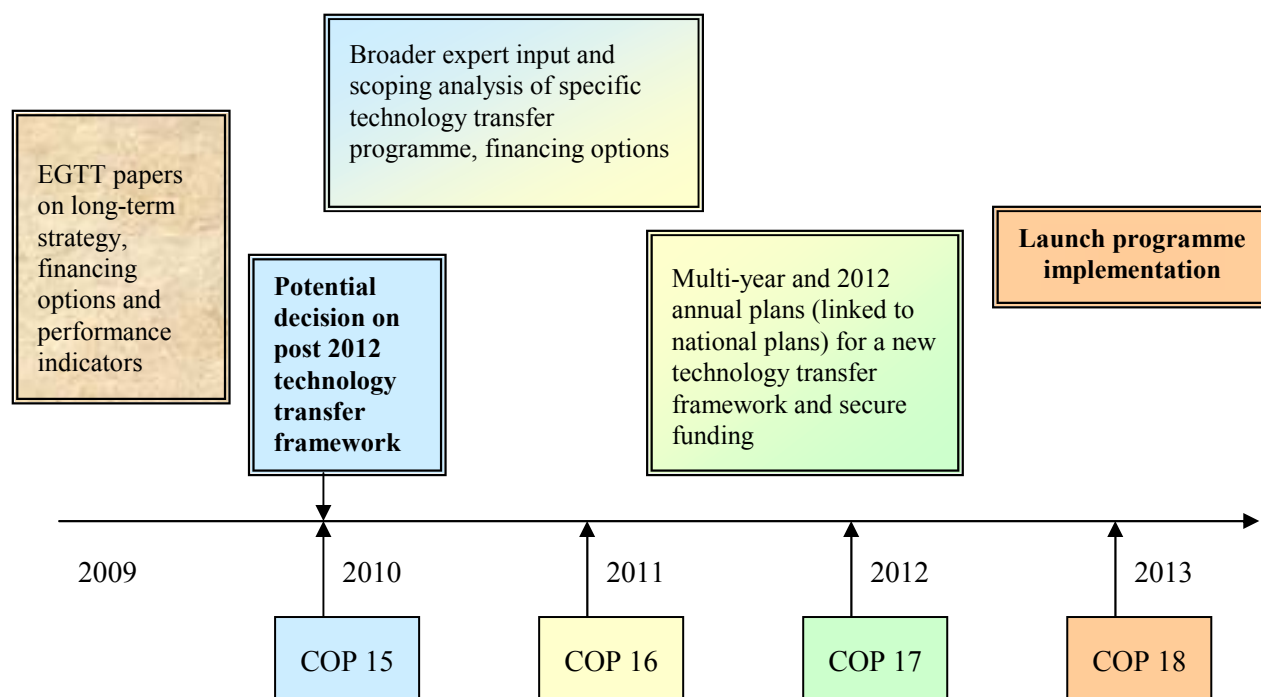 Broader expert input and
scoping analysis of specific
technology transfer
programme, financing options
EGTT papers
on long-term
strategy,
financing
options and
performance
indicators
Potential
decision on
post 2012
technology
transfer
framework
Multi-year and 2012
annual plans (linked to
national plans) for a new
technology transfer
framework and secure
funding
Launch programme
implementation
2009
2010
2011
2012
2013
COP 15
COP 16
COP 17
COP 18